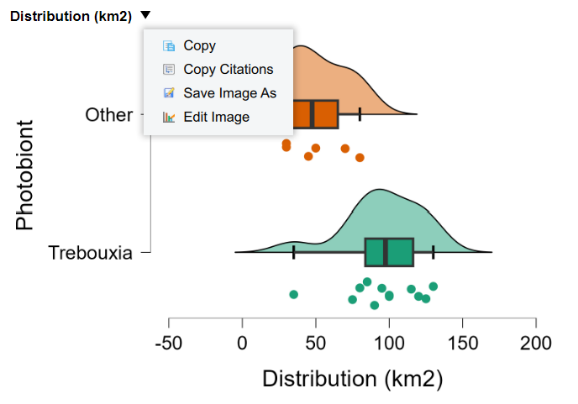 Distribution (km2) ▼
Copy
Copy Citations
Save Image As
Edit Image
Photobiont
Other
Trebouxia
-50 0 50 100 150 200
Distribution (km2)